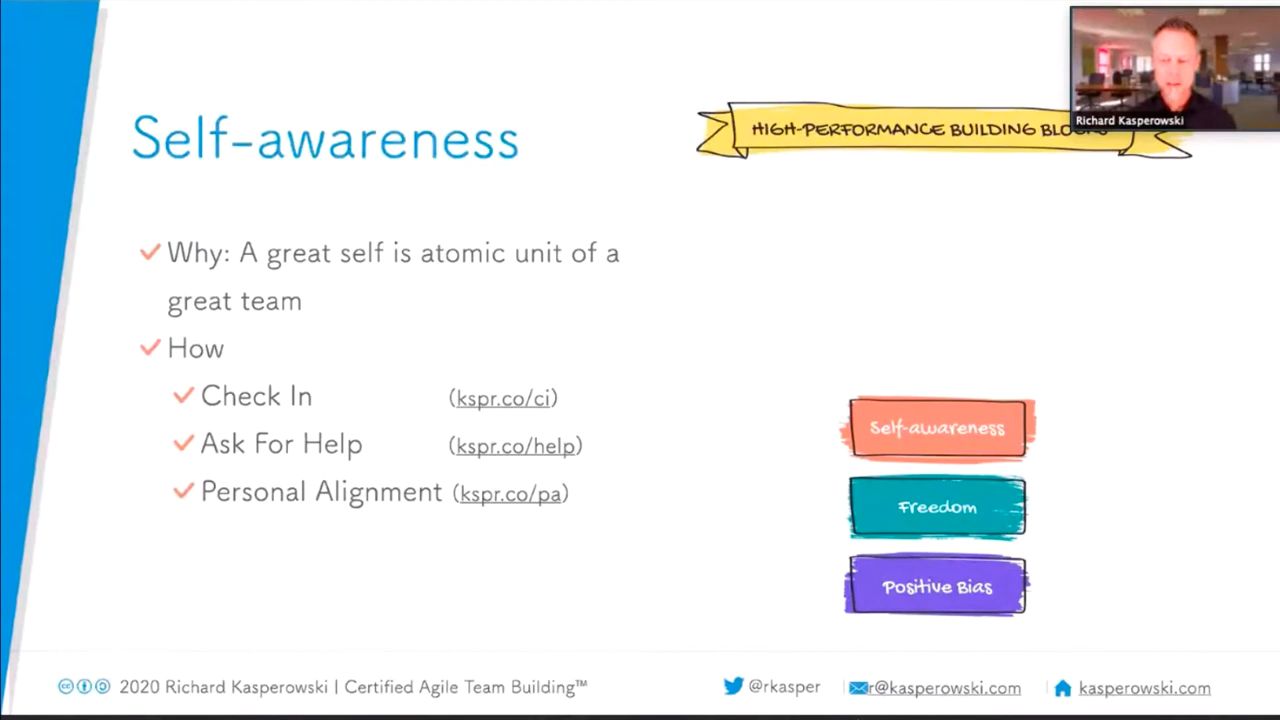 Richard Kasperowski
Self-awareness
HIGH-PERFORMANCE BUILDING
Why: A great self is atomic unit of a
great team
How
Check In (kspr.co/ci)
Ask For Help (kspr.co/help)
Personal Alignment (kspr.co/pa)
Self-awareness
Freedom
Positive Bias
2020 Richard Kasperowski | Certified Agile Team Building™
@rkasper
r@kasperowski.com
kasperowski.com